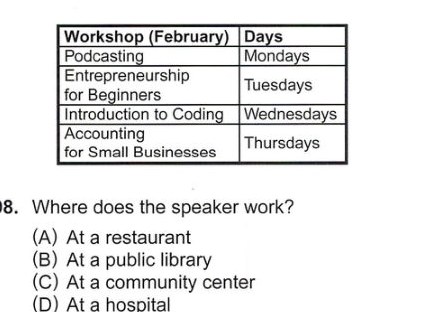 Workshop (February) Days
Podcasting Mondays
Entrepreneurship
for Beginners Tuesdays
Introduction to Coding Wednesdays
Accounting
for Small Businesses Thursdays
8. Where does the speaker work?
(A) At a restaurant
(B) At a public library
(C) At a community center
(D) At a hospital